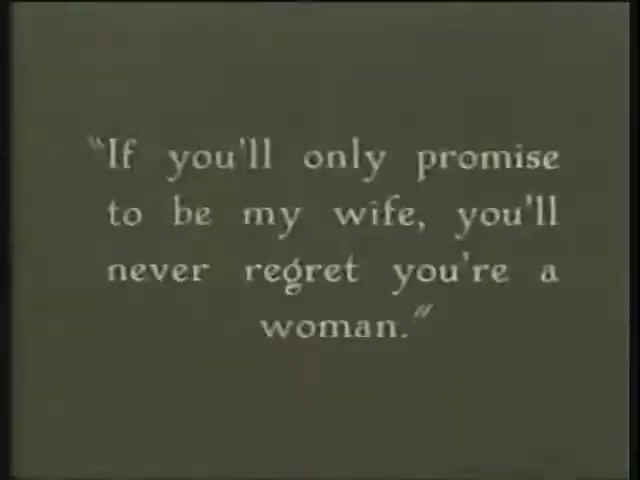 "If you'll only promise
to be my wife, you'll
never regret you're a
woman."